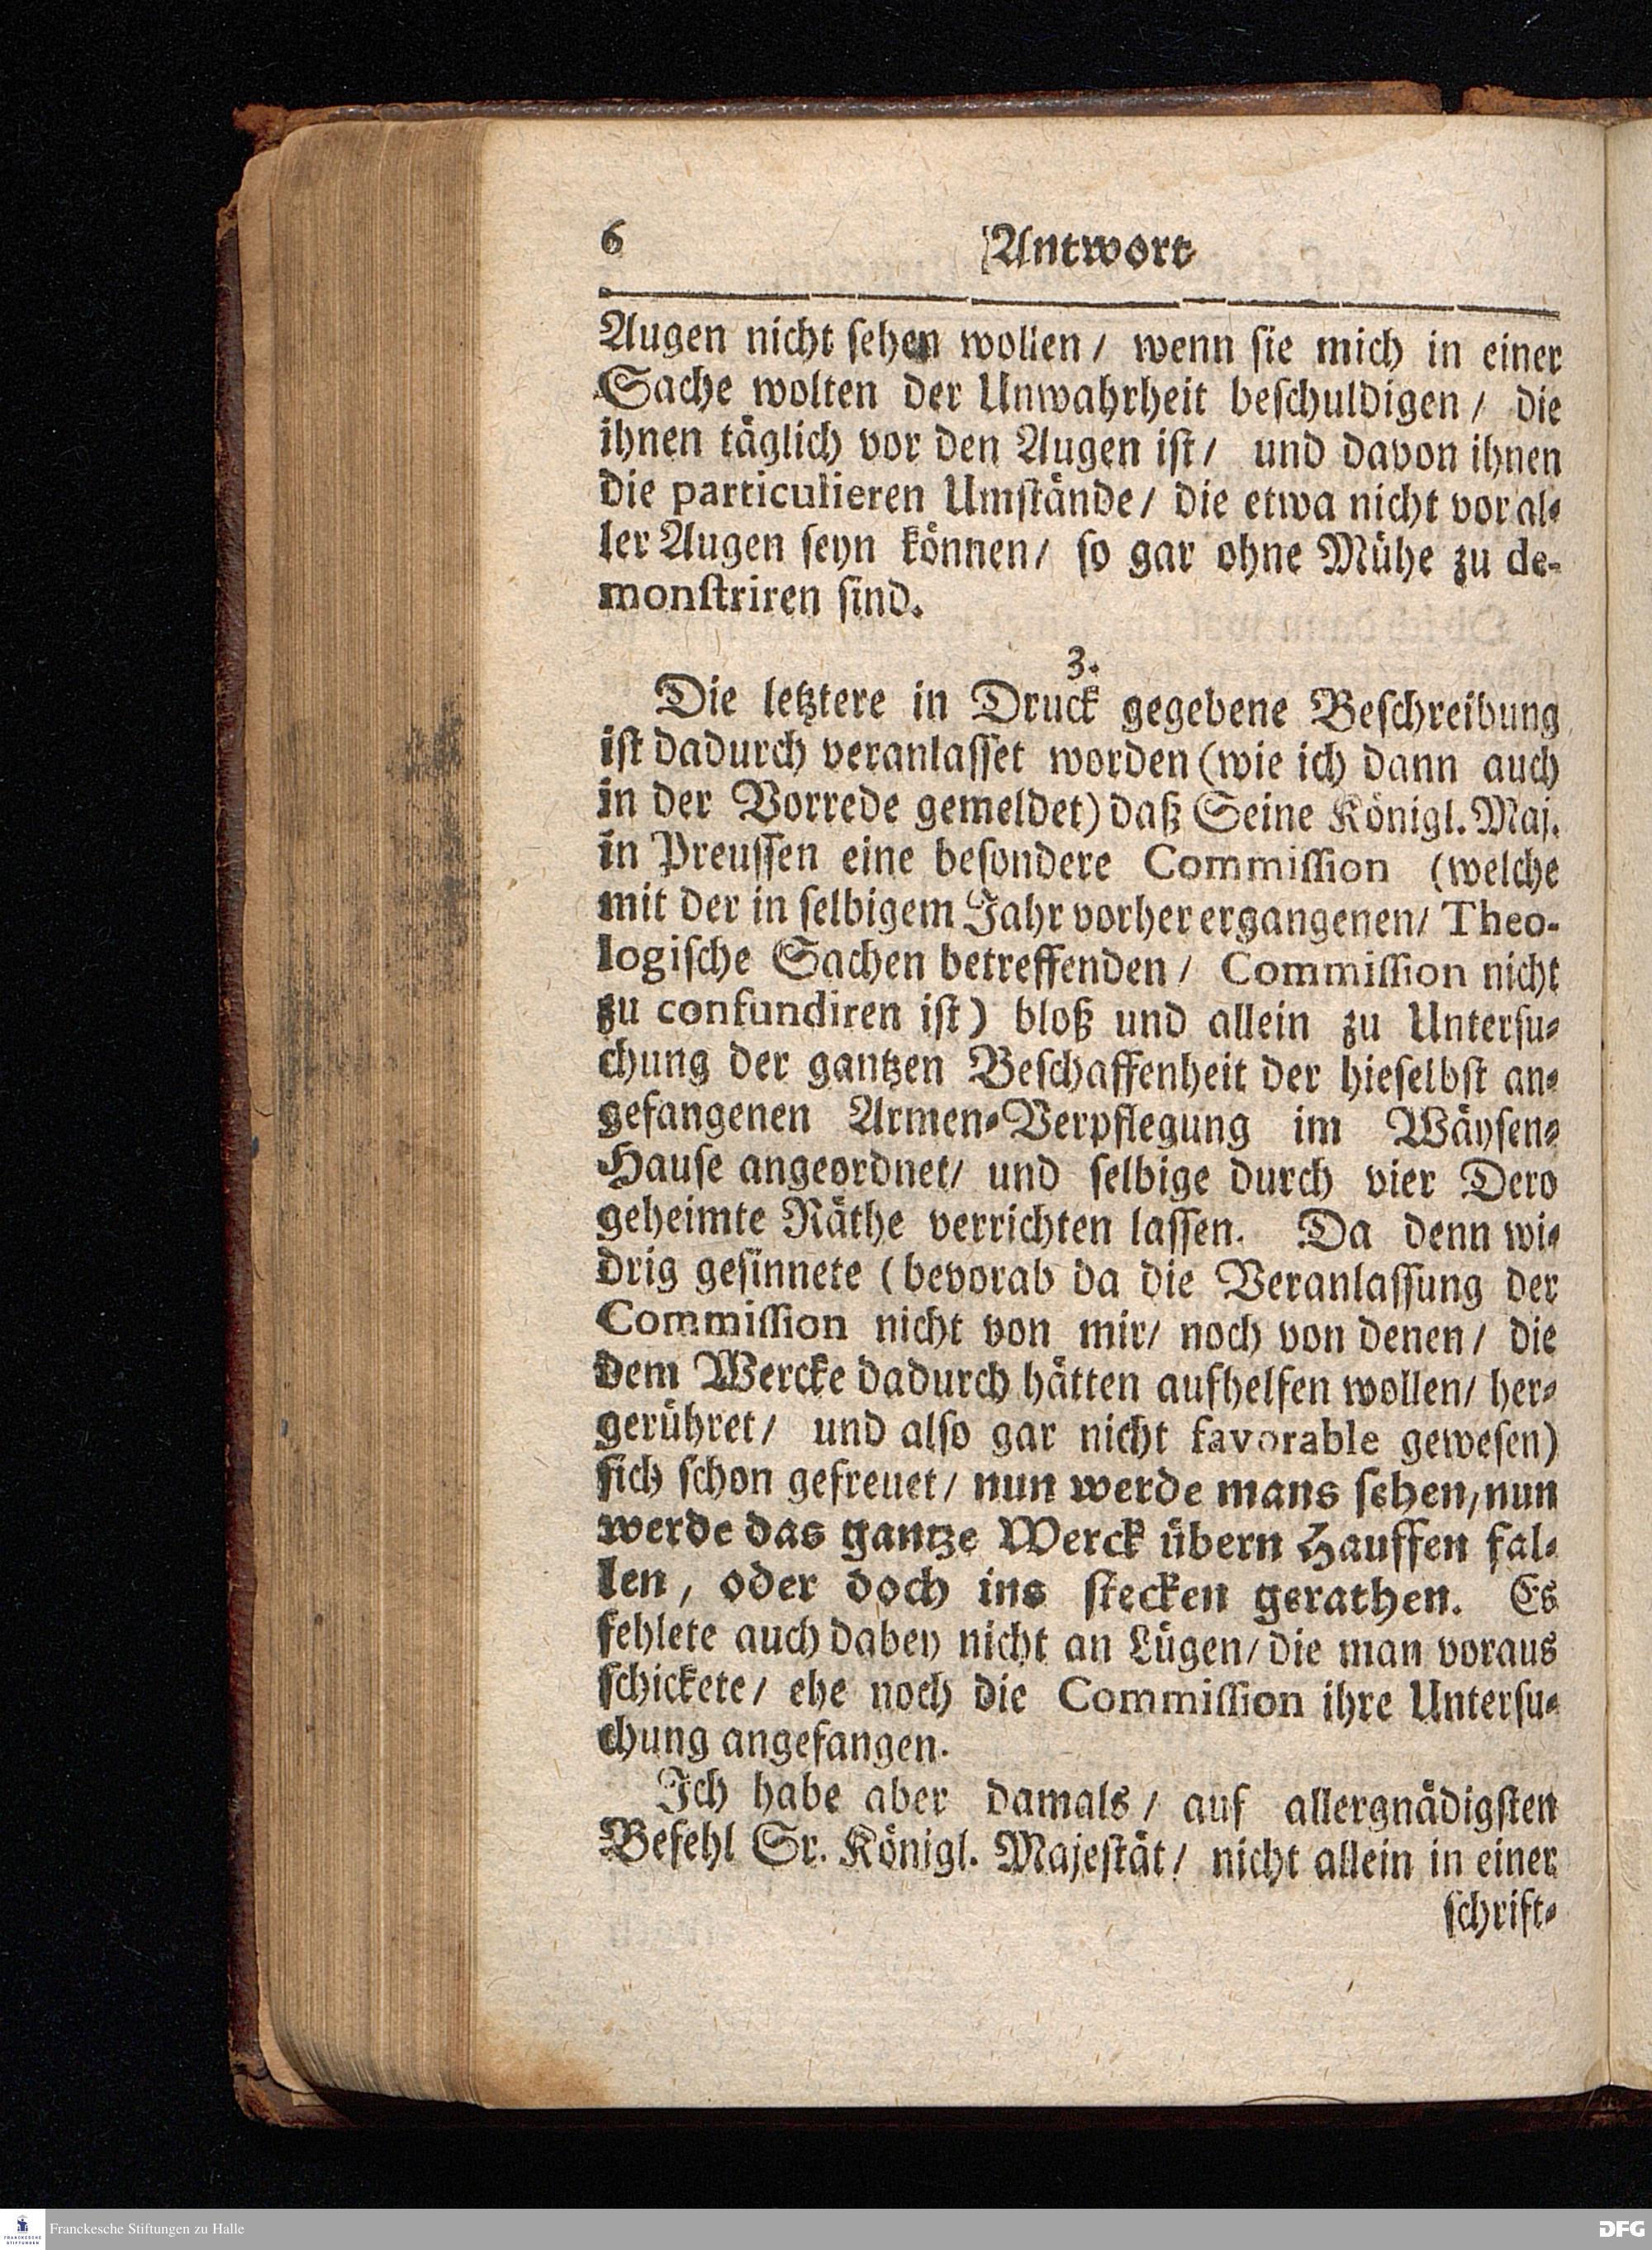 6 Antwort
Augen nicht sehen wollen / wenn sie mich in einer
Sache wolten der Unwahrheit beschuldigen / die
ihnen täglich vor den Augen ist / und davon ihnen
die particulieren Umstände / die etwa nicht vor al-
ler Augen seyn können / so gar ohne Mühe zu de-
monstriren sind.
3.
Die letztere in Druck gegebene Beschreibung
ist dadurch veranlasset worden (wie ich dann auch
in der Vorrede gemeldet) daß Seine Königl. Maj.
in Preussen eine besondere Commission (welche
mit der in selbigem Jahr vorher ergangenen / Theo-
logische Sachen betreffenden / Commission nicht
zu confundiren ist) bloß und allein zu Untersu-
chung der gantzen Beschaffenheit der hieselbst an-
gefangenen Armen-Verpflegung im Wäysen-
Hause angeordnet / und selbige durch vier Dero
geheimte Räthe verrichten lassen. Da denn wi-
drig gesinnete (bevorab da die Veranlassung der
Commission nicht von mir / noch von denen / die
dem Wercke dadurch hätten aufhelfen wollen / her-
gerühret / und also gar nicht favorable gewesen)
sich schon gefreuet / nun werde mans sehen, nun
werde das gantze Werck übern Hauffen fal-
len, oder doch ins stecken gerathen. Es
fehlete auch dabey nicht an Lügen / die man voraus
schickete / ehe noch die Commission ihre Untersu-
chung angefangen.
Ich habe aber damals / auf allergnädigsten
Befehl Sr. Königl. Majestät / nicht allein in einer
schrift-
FRANCKESCHE STIFTUNGEN
Franckesche Stiftungen zu Halle
DFG